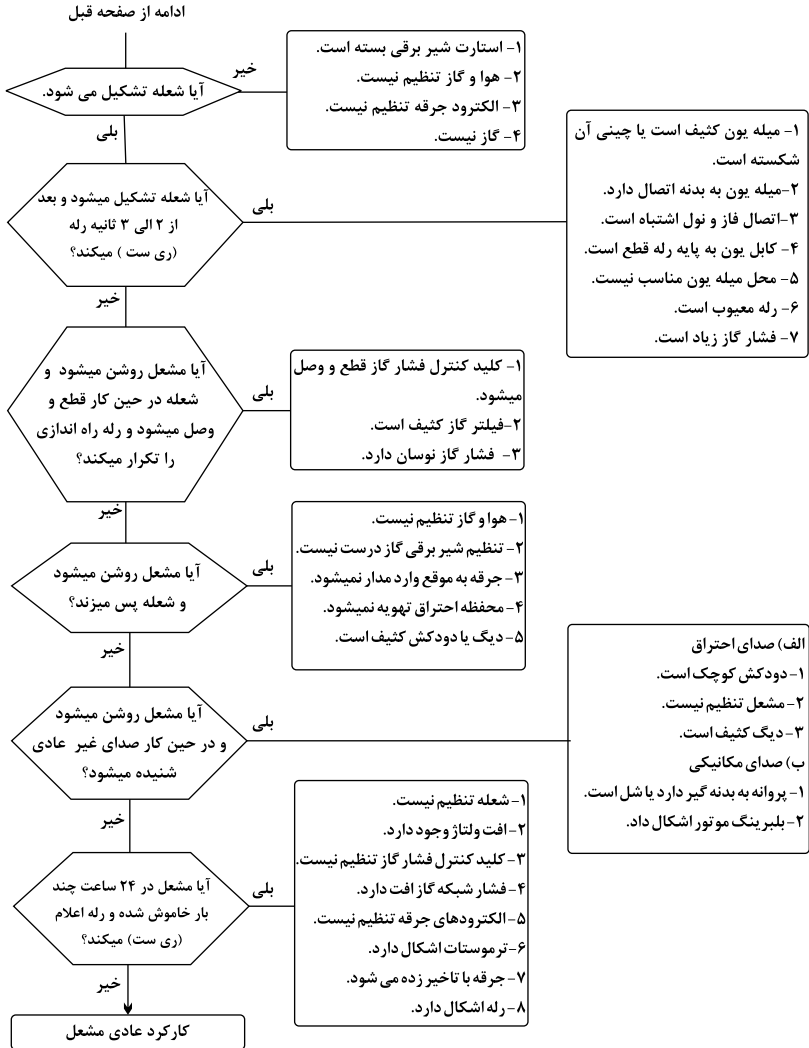 ادامه از صفحه قبل
آیا شعله تشکیل می شود.
خیر
۱- استارت شیر برقی بسته است.
۲- هوا و گاز تنظیم نیست.
۳- الکترود جرقه تنظیم نیست.
۴- گاز نیست.
بلی
آیا شعله تشکیل میشود و بعد
از ۲ الی ۳ ثانیه رله
(ری ست ) میکند؟
بلی
۱- میله یون کثیف است یا چینی آن
شکسته است.
۲-میله یون به بدنه اتصال دارد.
۳-اتصال فاز و نول اشتباه است.
۴- کابل یون به پایه رله قطع است.
۵- محل میله یون مناسب نیست.
۶- رله معیوب است.
۷- فشار گاز زیاد است.
خیر
آیا مشعل روشن میشود و
شعله در حین کار قطع و
وصل میشود و رله راه اندازی
را تکرار میکند؟
بلی
۱- کلید کنترل فشار گاز قطع و وصل
میشود.
۲-فیلتر گاز کثیف است.
۳- فشار گاز نوسان دارد.
خیر
آیا مشعل روشن میشود
و شعله پس میزند؟
بلی
۱- هوا و گاز تنظیم نیست.
۲- تنظیم شیر برقی گاز درست نیست.
۳- جرقه به موقع وارد مدار نمیشود.
۴- محفظه احتراق تهویه نمیشود.
۵- دیگ یا دودکش کثیف است.
خیر
آیا مشعل روشن میشود
و در حین کار صدای غیر عادی
شنیده میشود؟
بلی
الف) صدای احتراق
۱- دودکش کوچک است.
۲- مشعل تنظیم نیست.
۳- دیگ کثیف است.
ب) صدای مکانیکی
۱- پروانه به بدنه گیر دارد یا شل است.
۲- بلبرینگ موتور اشکال داد.
خیر
آیا مشعل در ۲۴ ساعت چند
بار خاموش شده و رله اعلام
(ری ست) میکند؟
بلی
۱- شعله تنظیم نیست.
۲- افت ولتاژ وجود دارد.
۳- کلید کنترل فشار گاز تنظیم نیست.
۴- فشار شبکه گاز افت دارد.
۵- الکترودهای جرقه تنظیم نیست.
۶- ترموستات اشکال دارد.
۷- جرقه با تاخیر زده می شود.
۸- رله اشکال دارد.
خیر
کارکرد عادی مشعل